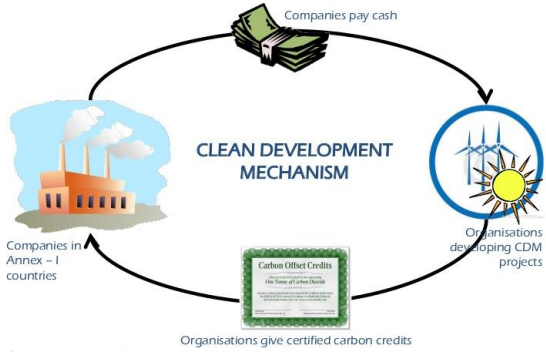 Companies pay cash
CLEAN DEVELOPMENT
MECHANISM
Companies in
Annex – I
countries
Organisations
developing CDM
projects
Carbon Offset Credits
One Tonne of Carbon Dioxide
Organisations give certified carbon credits